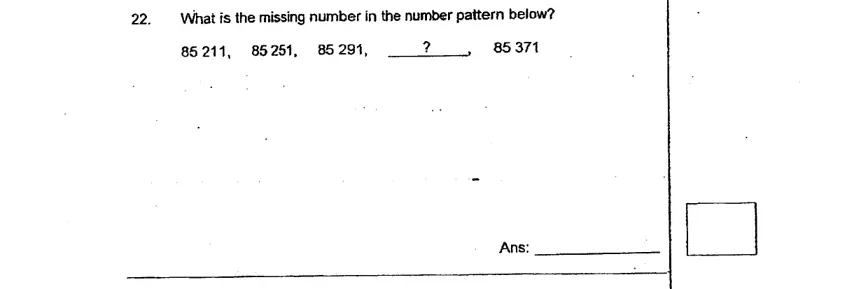 22. What is the missing number in the number pattern below?
85 211, 85 251, 85 291, ? , 85 371
Ans: